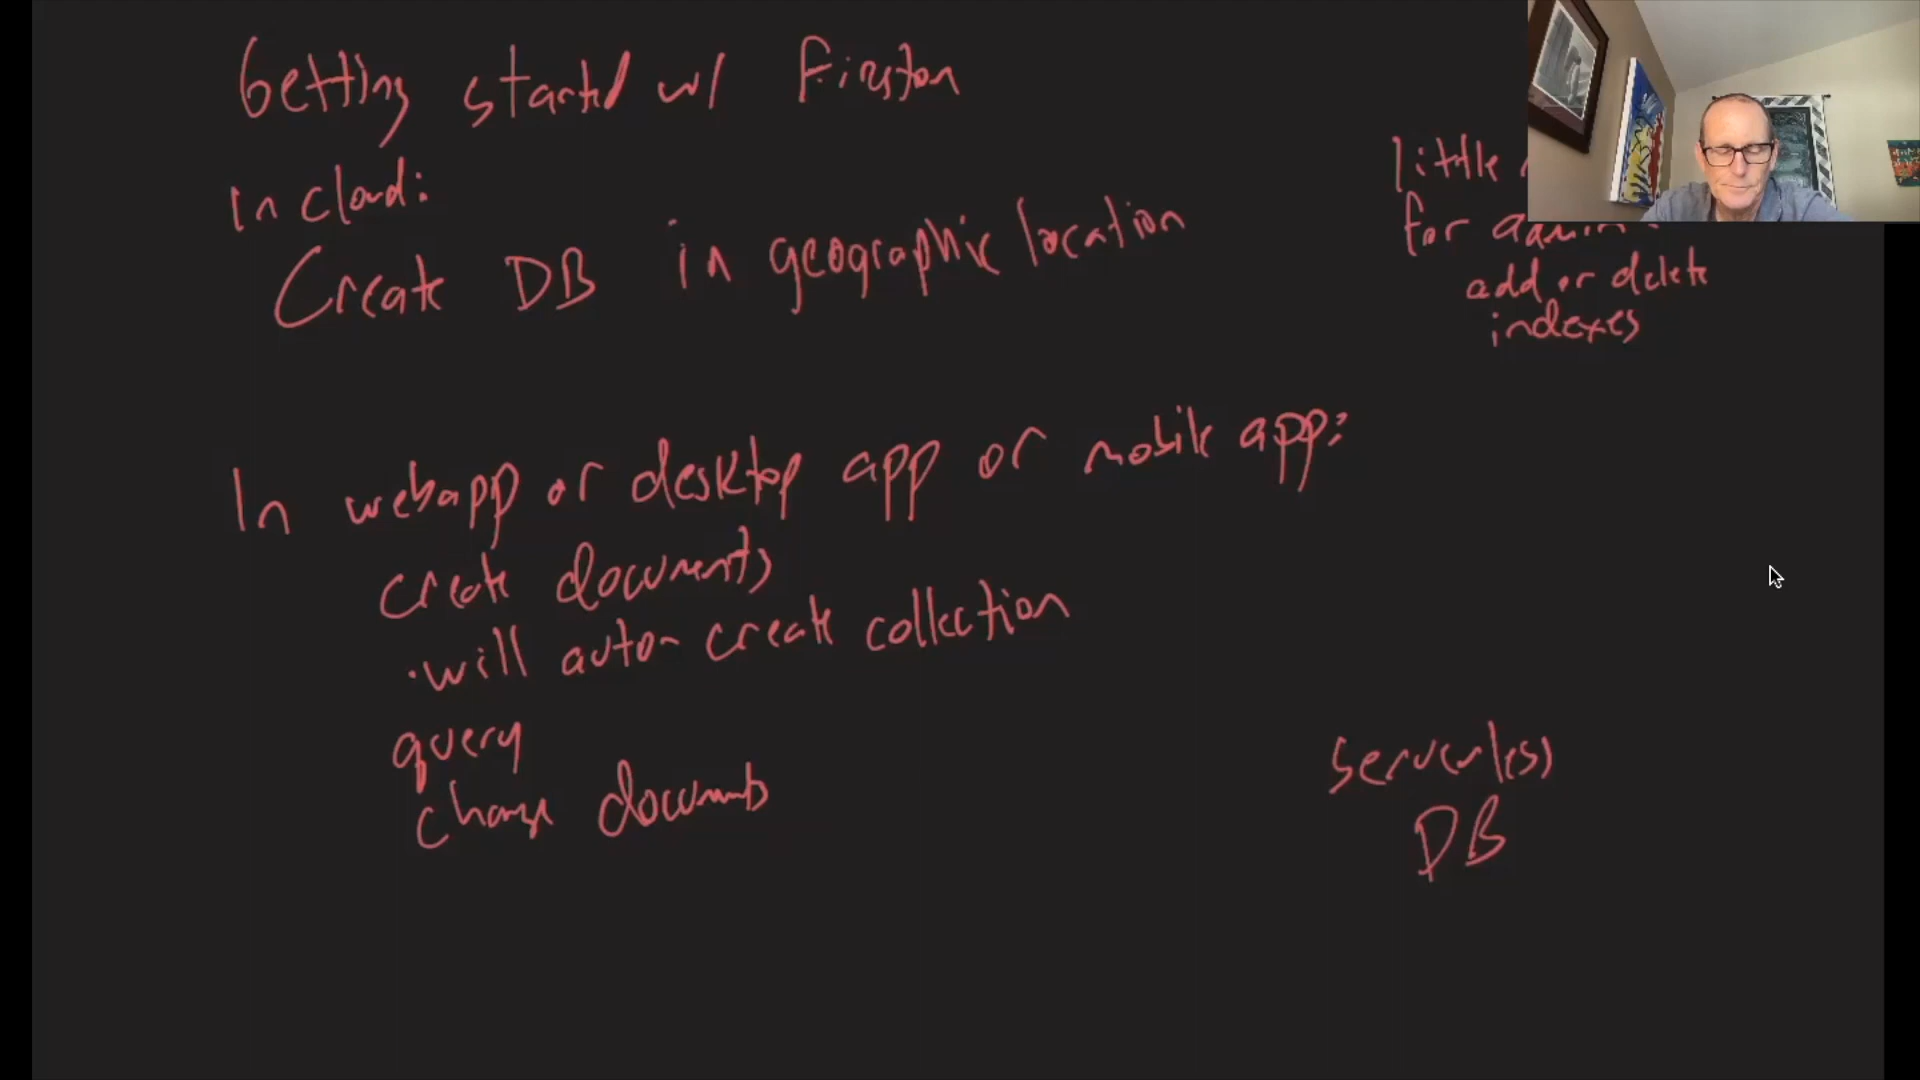 Getting started w/
In cloud:
Create DB in geographic location
little
for admin
add or delete
indexes
In webapp or desktop app or mobile app:
create documents
• will auto create collection
query
change documents
serverless
DB